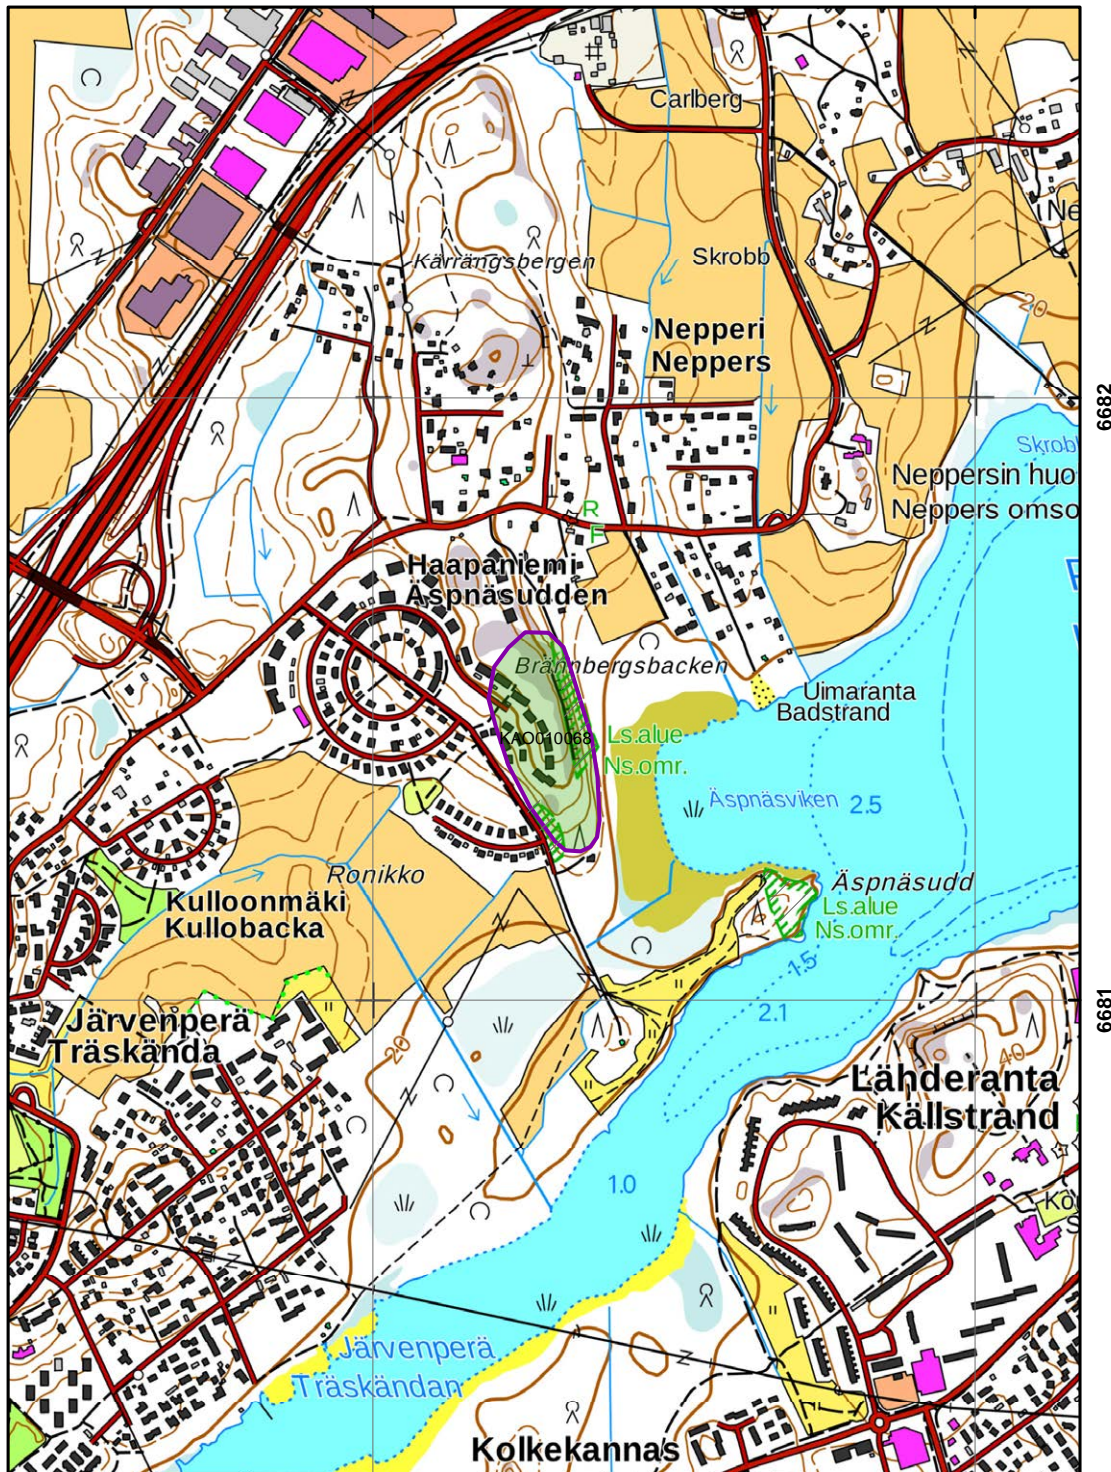 Carlberg
Ne
Kärrängsbergen
Skrobb
20
Nepperi
Neppers
6682
Neppersin huo
Neppers omso
R
F
Haapaniemi
Äspnäsudden
Brännbergsbacken
Uimaranta
Badstrand
KAO010068
Ls.alue
Ns.omr.
Äspnäsviken
2.5
Ronikko
Äspnäsudd
Kulloonmäki
Kullobacka
Ls.alue
Ns.omr.
1.5
2.1
6681
Järvenperä
Träskända
20
40
Lähderanta
Källstrand
1.0
Kö
S
Järvenperä
Träskändan
Kolkekannas